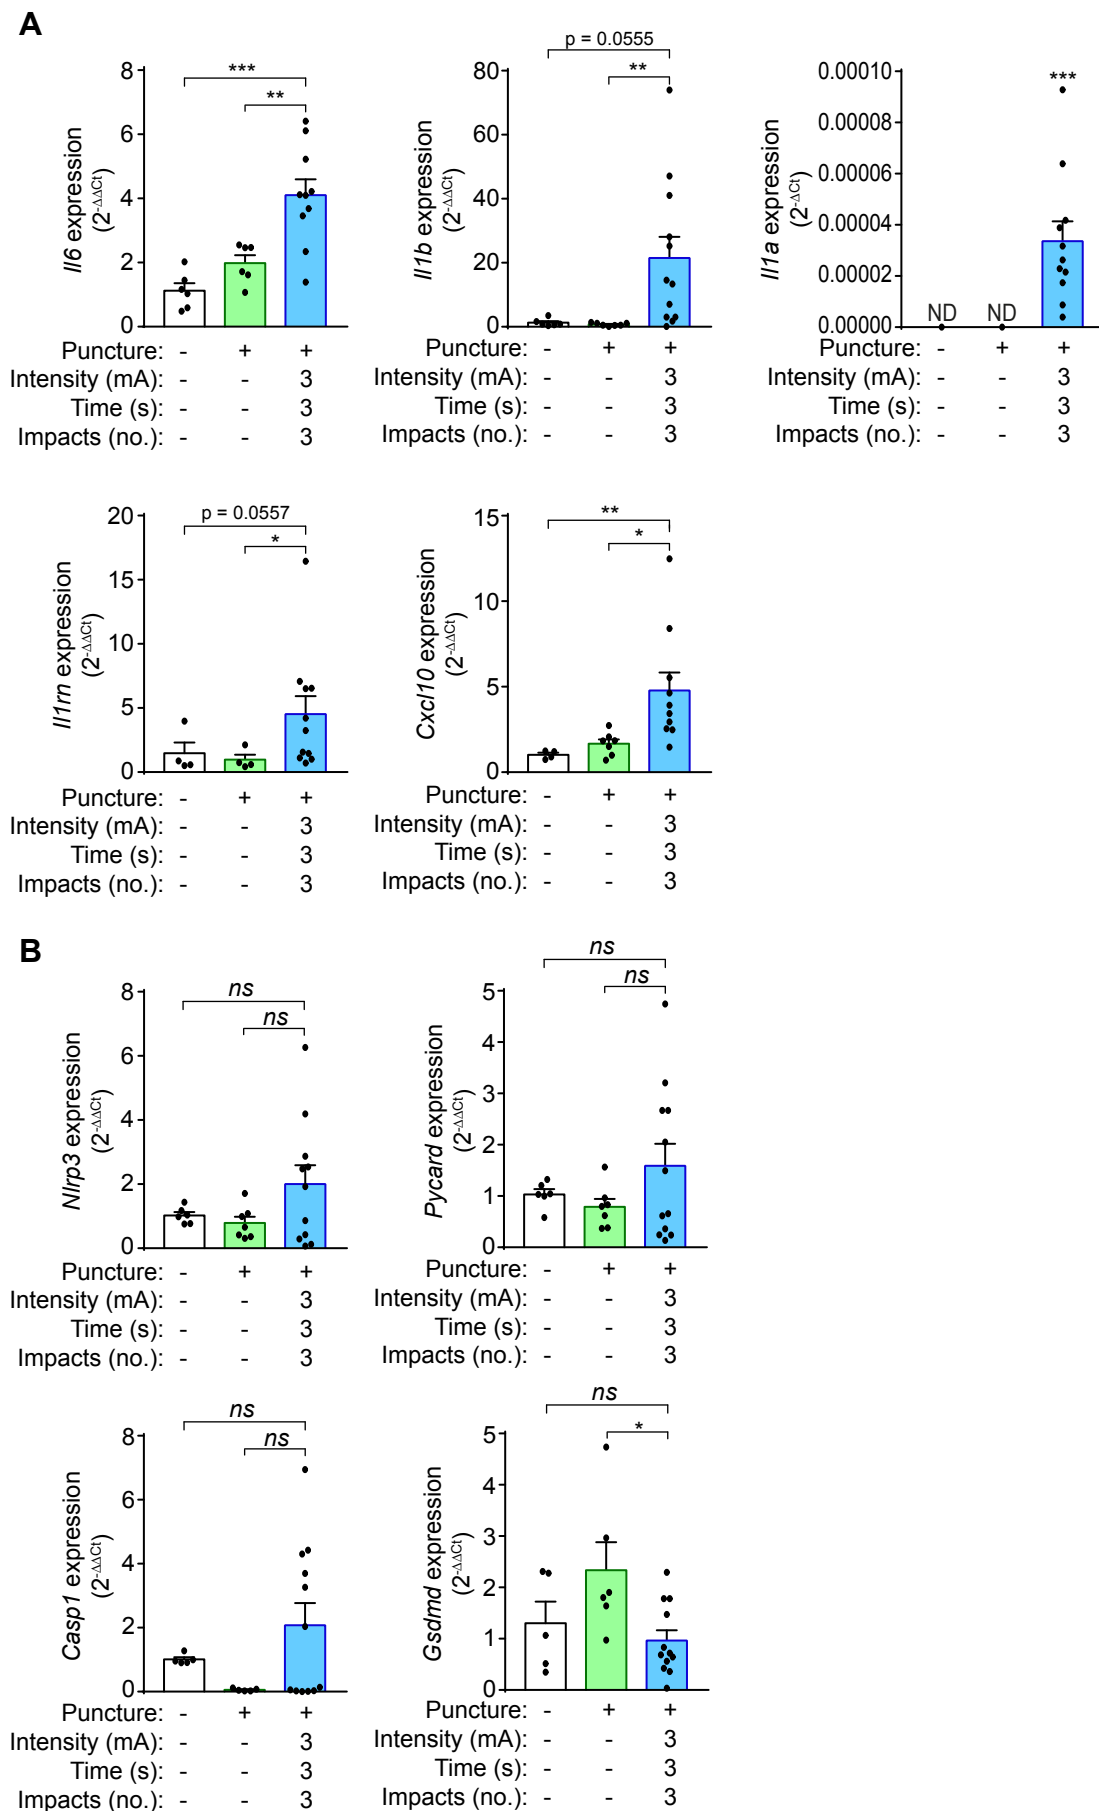 A
Il6 expression
(2-ΔΔCt)
8
6
4
2
0
***
**
Puncture: - + +
Intensity (mA): - - 3
Time (s): - - 3
Impacts (no.): - - 3
Il1b expression
(2-ΔΔCt)
80
60
40
20
0
p = 0.0555
**
Puncture: - + +
Intensity (mA): - - 3
Time (s): - - 3
Impacts (no.): - - 3
Il1a expression
(2-ΔCt)
0.00010
0.00008
0.00006
0.00004
0.00002
0.00000
***
ND ND
Puncture: - + +
Intensity (mA): - - 3
Time (s): - - 3
Impacts (no.): - - 3
Il1rn expression
(2-ΔΔCt)
20
15
10
5
0
p = 0.0557
*
Puncture: - + +
Intensity (mA): - - 3
Time (s): - - 3
Impacts (no.): - - 3
Cxcl10 expression
(2-ΔΔCt)
15
10
5
0
**
*
Puncture: - + +
Intensity (mA): - - 3
Time (s): - - 3
Impacts (no.): - - 3
B
Nlrp3 expression
(2-ΔΔCt)
8
6
4
2
0
ns
ns
Puncture: - + +
Intensity (mA): - - 3
Time (s): - - 3
Impacts (no.): - - 3
Pycard expression
(2-ΔΔCt)
5
4
3
2
1
0
ns
ns
Puncture: - + +
Intensity (mA): - - 3
Time (s): - - 3
Impacts (no.): - - 3
Casp1 expression
(2-ΔΔCt)
8
6
4
2
0
ns
ns
Puncture: - + +
Intensity (mA): - - 3
Time (s): - - 3
Impacts (no.): - - 3
Gsdmd expression
(2-ΔΔCt)
5
4
3
2
1
0
ns
*
Puncture: - + +
Intensity (mA): - - 3
Time (s): - - 3
Impacts (no.): - - 3